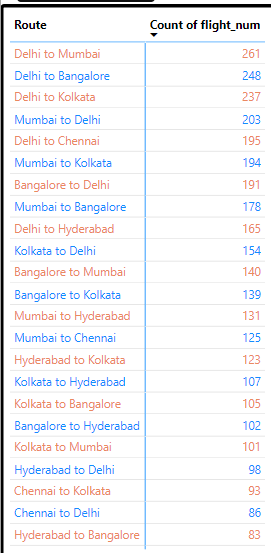 Route Count of flight_num
Delhi to Mumbai 261
Delhi to Bangalore 248
Delhi to Kolkata 237
Mumbai to Delhi 203
Delhi to Chennai 195
Mumbai to Kolkata 194
Bangalore to Delhi 191
Mumbai to Bangalore 178
Delhi to Hyderabad 165
Kolkata to Delhi 154
Bangalore to Mumbai 140
Bangalore to Kolkata 139
Mumbai to Hyderabad 131
Mumbai to Chennai 125
Hyderabad to Kolkata 123
Kolkata to Hyderabad 107
Kolkata to Bangalore 105
Bangalore to Hyderabad 102
Kolkata to Mumbai 101
Hyderabad to Delhi 98
Chennai to Kolkata 93
Chennai to Delhi 86
Hyderabad to Bangalore 83